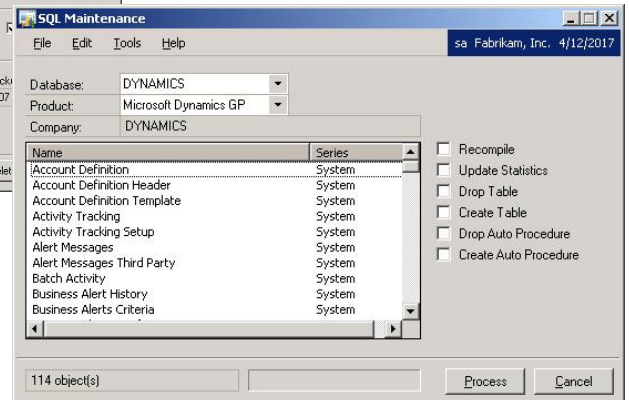 SQL Maintenance
File Edit Tools Help
sa Fabrikam, Inc. 4/12/2017
Database: DYNAMICS
Product: Microsoft Dynamics GP
Company: DYNAMICS
Name Series
Account Definition System
Account Definition Header System
Account Definition Template System
Activity Tracking System
Activity Tracking Setup System
Alert Messages System
Alert Messages Third Party System
Batch Activity System
Business Alert History System
Business Alerts Criteria System
Recompile
Update Statistics
Drop Table
Create Table
Drop Auto Procedure
Create Auto Procedure
114 object(s)
Process Cancel